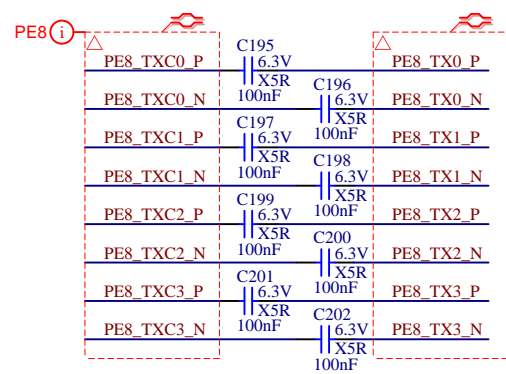 PE8 i
C195
PE8_TXC0_P 6.3V PE8_TX0_P
X5R
100nF
C196
PE8_TXC0_N 6.3V PE8_TX0_N
X5R
100nF
C197
PE8_TXC1_P 6.3V PE8_TX1_P
X5R
100nF
C198
PE8_TXC1_N 6.3V PE8_TX1_N
X5R
100nF
C199
PE8_TXC2_P 6.3V PE8_TX2_P
X5R
100nF
C200
PE8_TXC2_N 6.3V PE8_TX2_N
X5R
100nF
C201
PE8_TXC3_P 6.3V PE8_TX3_P
X5R
100nF
C202
PE8_TXC3_N 6.3V PE8_TX3_N
X5R
100nF